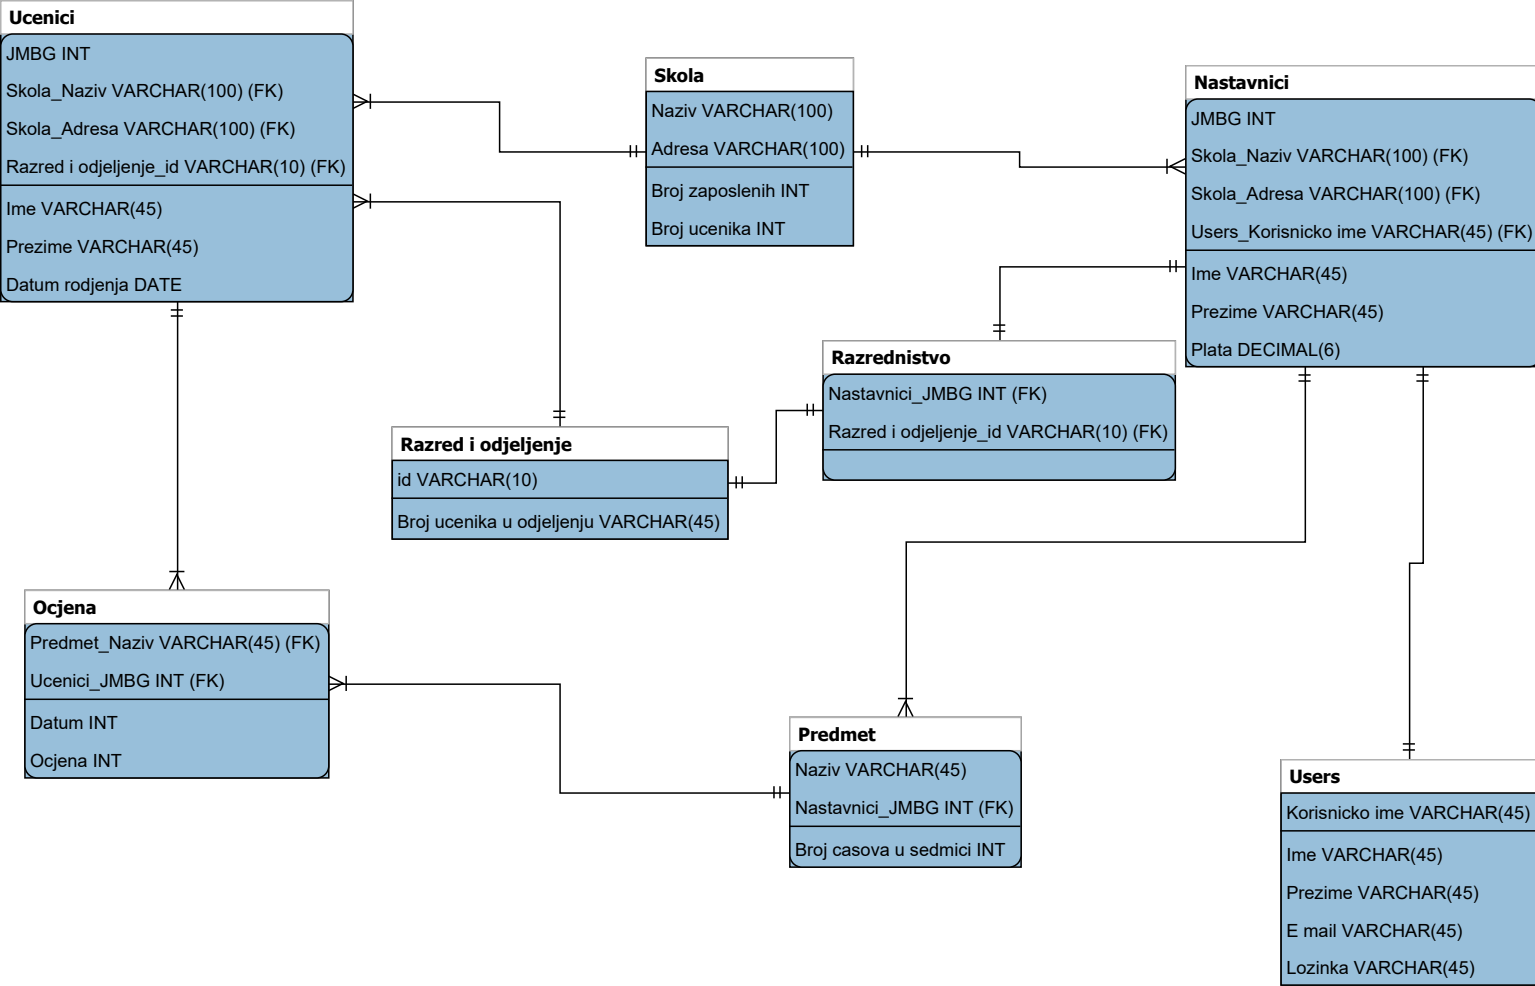 Ucenici
JMBG INT
Skola_Naziv VARCHAR(100) (FK)
Skola_Adresa VARCHAR(100) (FK)
Razred i odjeljenje_id VARCHAR(10) (FK)
Ime VARCHAR(45)
Prezime VARCHAR(45)
Datum rodjenja DATE
Skola
Naziv VARCHAR(100)
Adresa VARCHAR(100)
Broj zaposlenih INT
Broj ucenika INT
Nastavnici
JMBG INT
Skola_Naziv VARCHAR(100) (FK)
Skola_Adresa VARCHAR(100) (FK)
Users_Korisnicko ime VARCHAR(45) (FK)
Ime VARCHAR(45)
Prezime VARCHAR(45)
Plata DECIMAL(6)
Razrednistvo
Nastavnici_JMBG INT (FK)
Razred i odjeljenje_id VARCHAR(10) (FK)
Razred i odjeljenje
id VARCHAR(10)
Broj ucenika u odjeljenju VARCHAR(45)
Ocjena
Predmet_Naziv VARCHAR(45) (FK)
Ucenici_JMBG INT (FK)
Datum INT
Ocjena INT
Predmet
Naziv VARCHAR(45)
Nastavnici_JMBG INT (FK)
Broj casova u sedmici INT
Users
Korisnicko ime VARCHAR(45)
Ime VARCHAR(45)
Prezime VARCHAR(45)
E mail VARCHAR(45)
Lozinka VARCHAR(45)